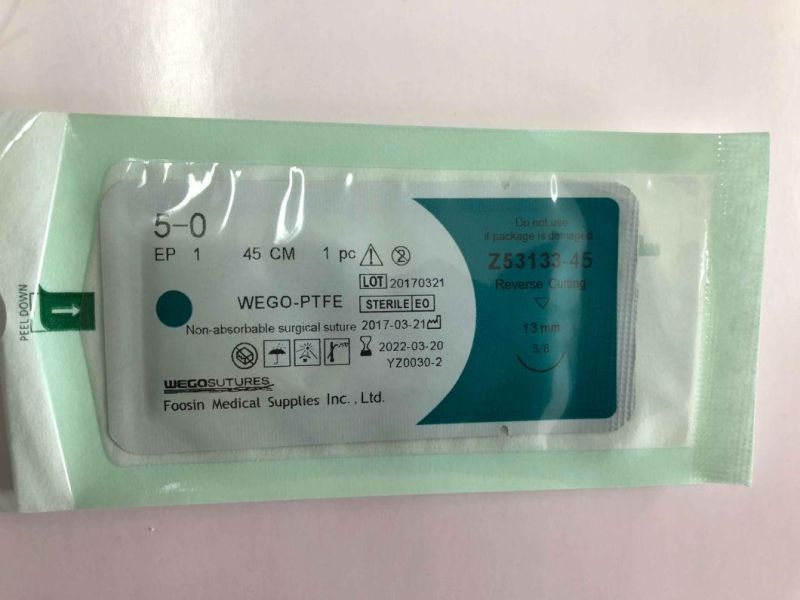 5-0
EP 1 45 CM 1 pc
LOT 20170321
WEGO-PTFE
STERILE EO
Non-absorbable surgical suture 2017-03-21
2022-03-20
YZ0030-2
WEGOSUTURES
Foosin Medical Supplies Inc., Ltd.
Do not use
if package is damaged
Z53133-45
Reverse Cutting
13 mm
3/8
PEEL DOWN